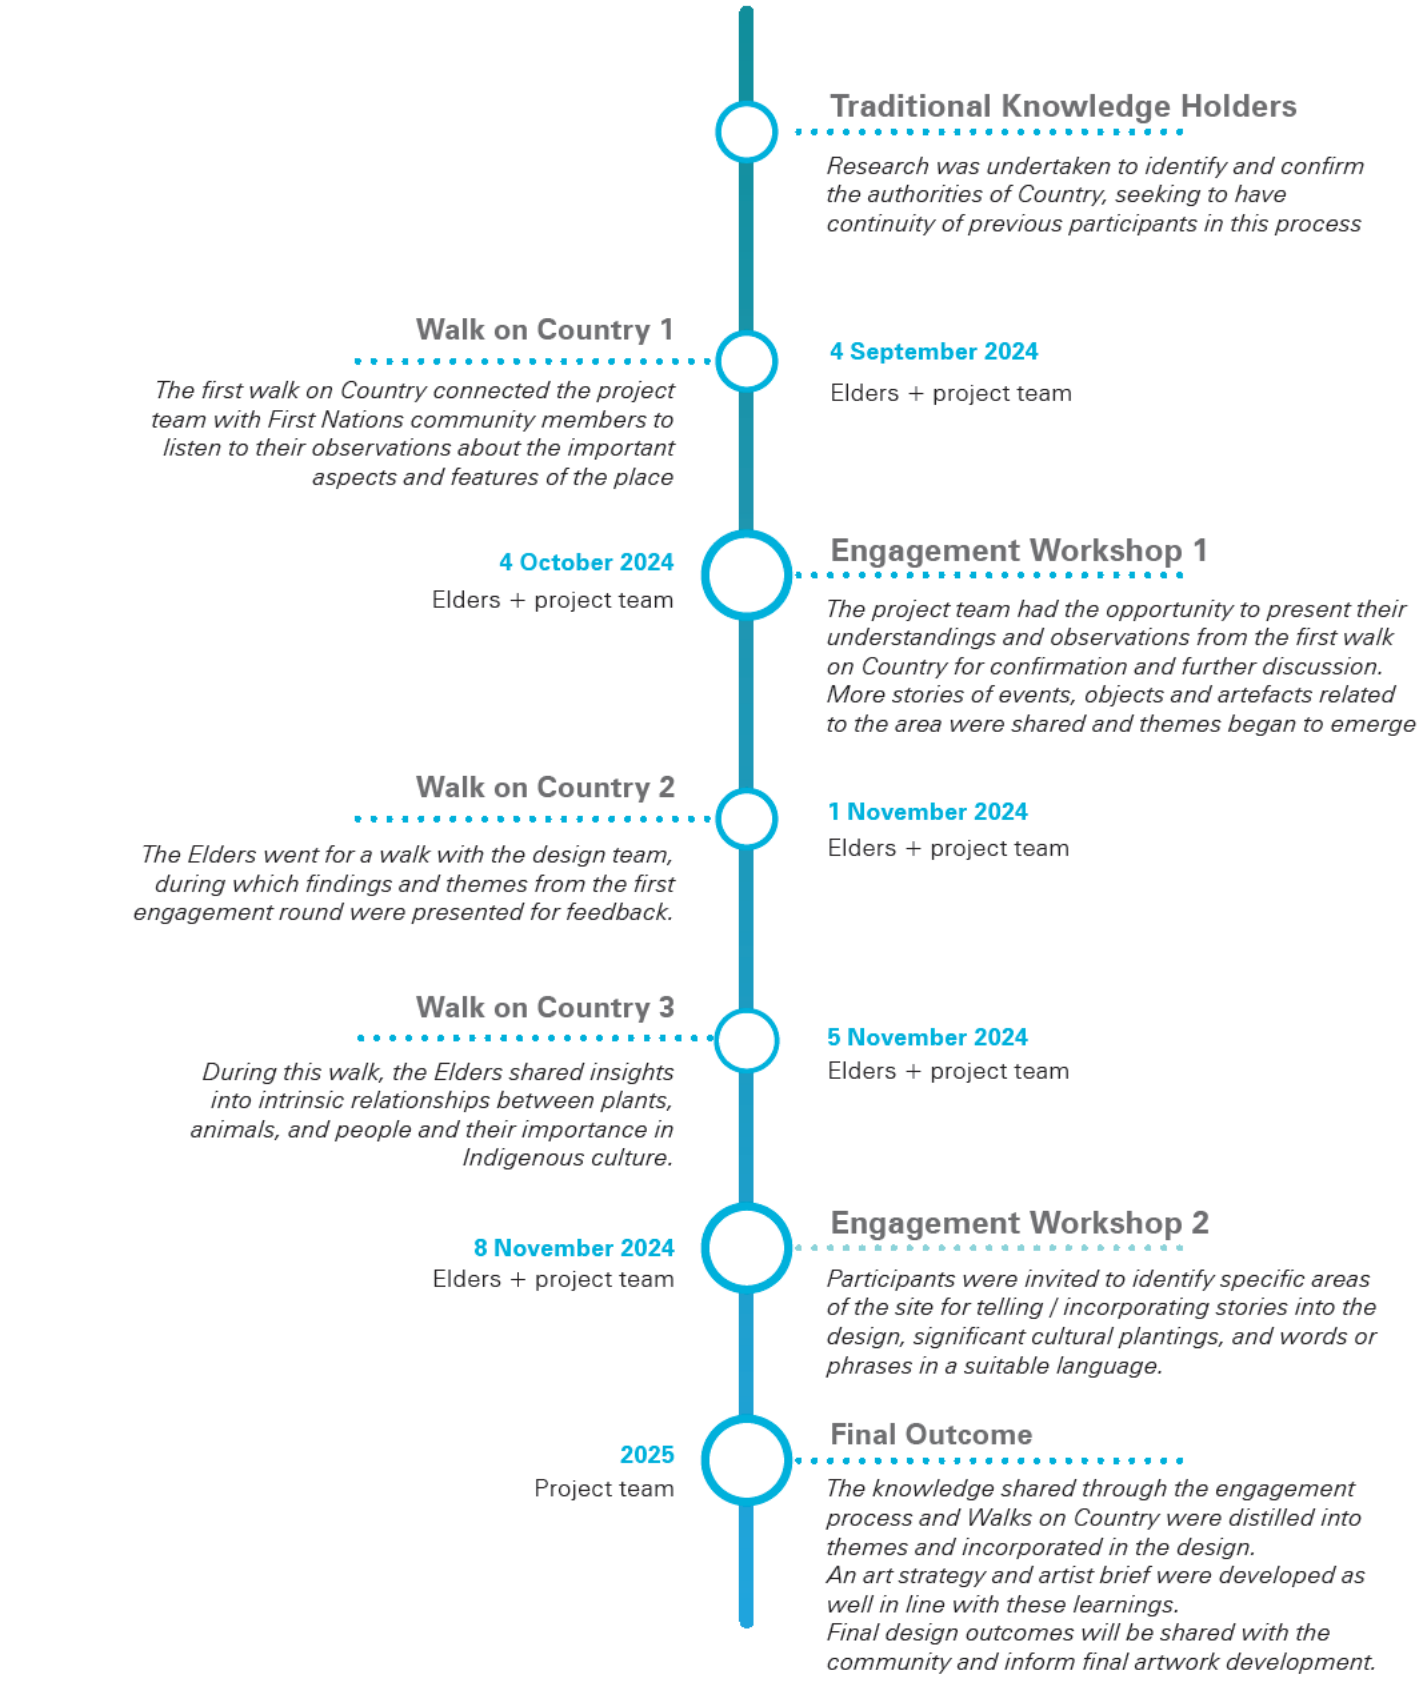 Traditional Knowledge Holders
Research was undertaken to identify and confirm
the authorities of Country, seeking to have
continuity of previous participants in this process
Walk on Country 1
The first walk on Country connected the project
team with First Nations community members to
listen to their observations about the important
aspects and features of the place
4 September 2024
Elders + project team
4 October 2024
Elders + project team
Engagement Workshop 1
The project team had the opportunity to present their
understandings and observations from the first walk
on Country for confirmation and further discussion.
More stories of events, objects and artefacts related
to the area were shared and themes began to emerge
Walk on Country 2
The Elders went for a walk with the design team,
during which findings and themes from the first
engagement round were presented for feedback.
1 November 2024
Elders + project team
Walk on Country 3
During this walk, the Elders shared insights
into intrinsic relationships between plants,
animals, and people and their importance in
Indigenous culture.
5 November 2024
Elders + project team
8 November 2024
Elders + project team
Engagement Workshop 2
Participants were invited to identify specific areas
of the site for telling / incorporating stories into the
design, significant cultural plantings, and words or
phrases in a suitable language.
2025
Project team
Final Outcome
The knowledge shared through the engagement
process and Walks on Country were distilled into
themes and incorporated in the design.
An art strategy and artist brief were developed as
well in line with these learnings.
Final design outcomes will be shared with the
community and inform final artwork development.